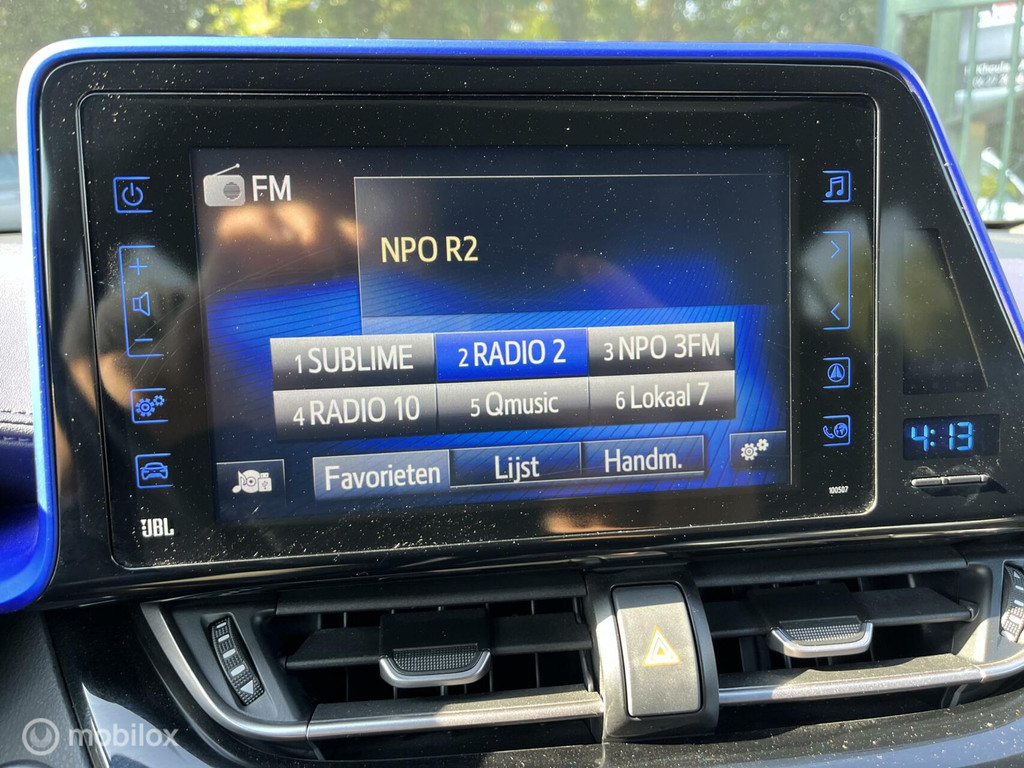 FM
NPO R2
1 SUBLIME
2 RADIO 2
3 NPO 3FM
4 RADIO 10
5 Qmusic
6 Lokaal 7
Favorieten
Lijst
Handm.
4:13
100507
JBL
mobilox